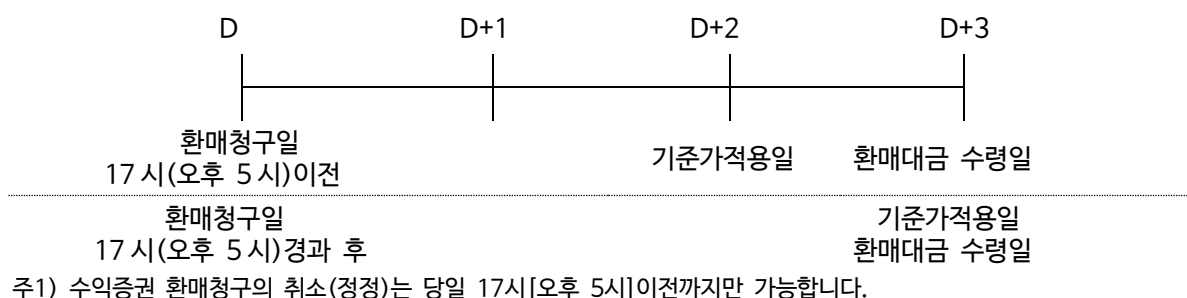 D D+1 D+2 D+3
환매청구일
17시(오후 5시)이전 기준가적용일 환매대금 수령일
환매청구일 기준가적용일
17시(오후 5시)경과 후 환매대금 수령일
주1) 수익증권 환매청구의 취소(정정)는 당일 17시[오후 5시]이전까지만 가능합니다.